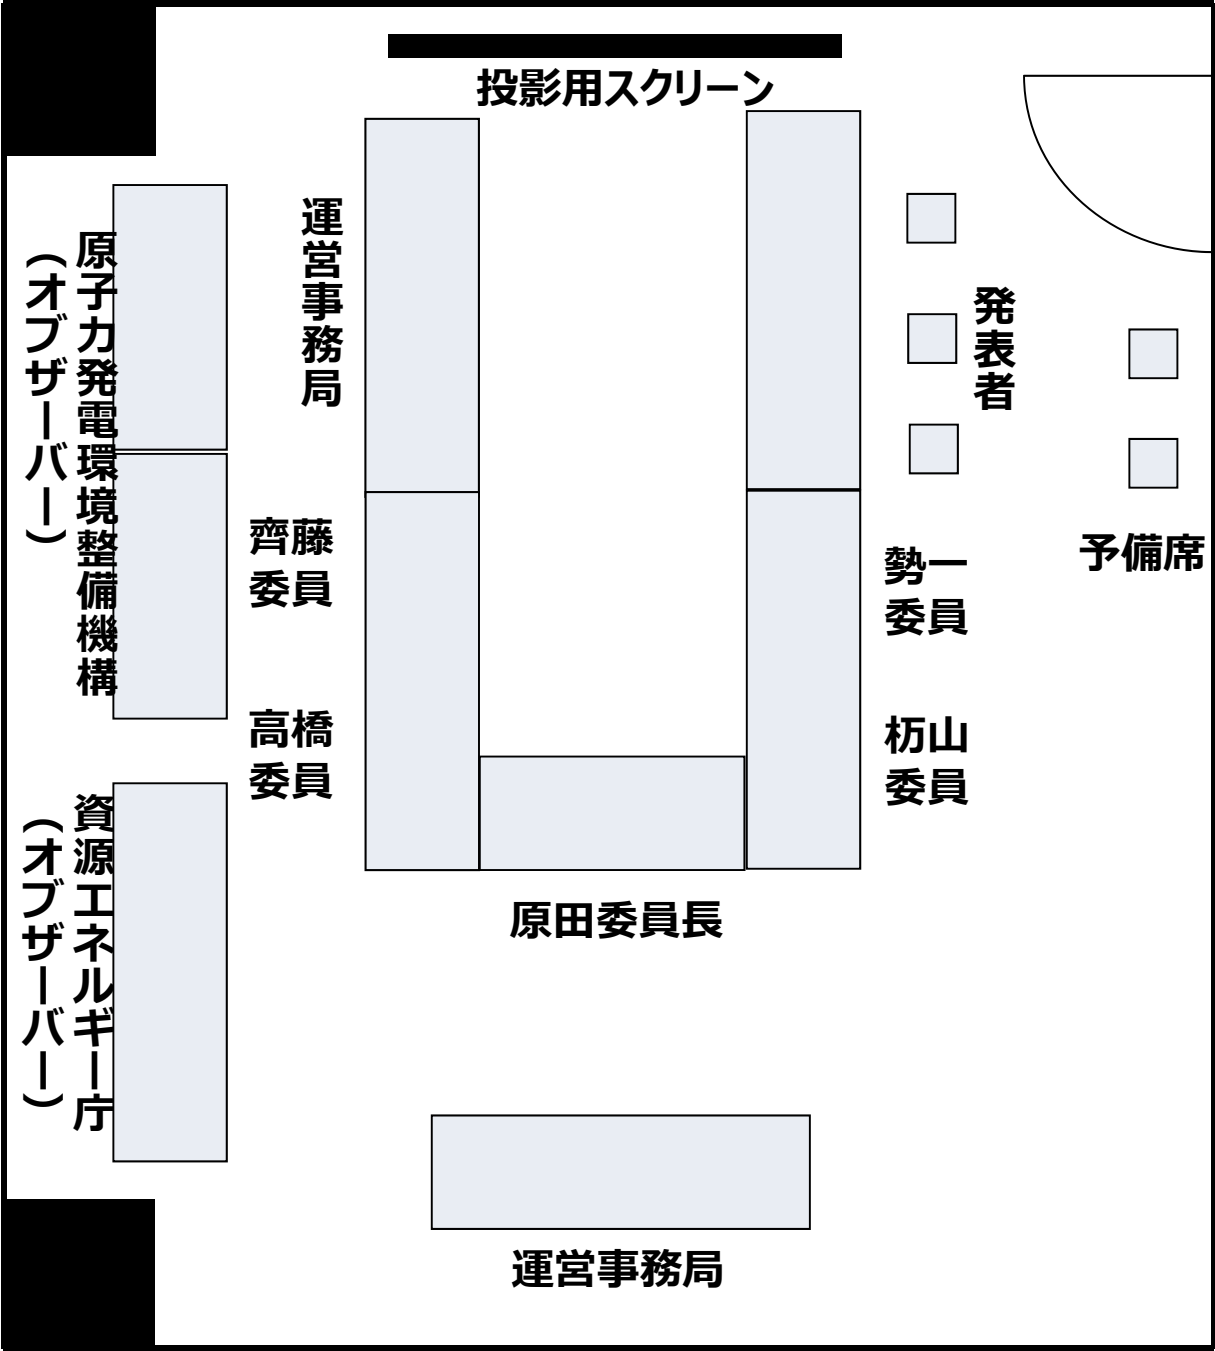 投影用スクリーン
運営事務局
発表者
原子力発電環境整備機構
（オブザーバー）
齊藤
委員
勢一
委員
予備席
高橋
委員
杤山
委員
資源エネルギー庁
（オブザーバー）
原田委員長
運営事務局